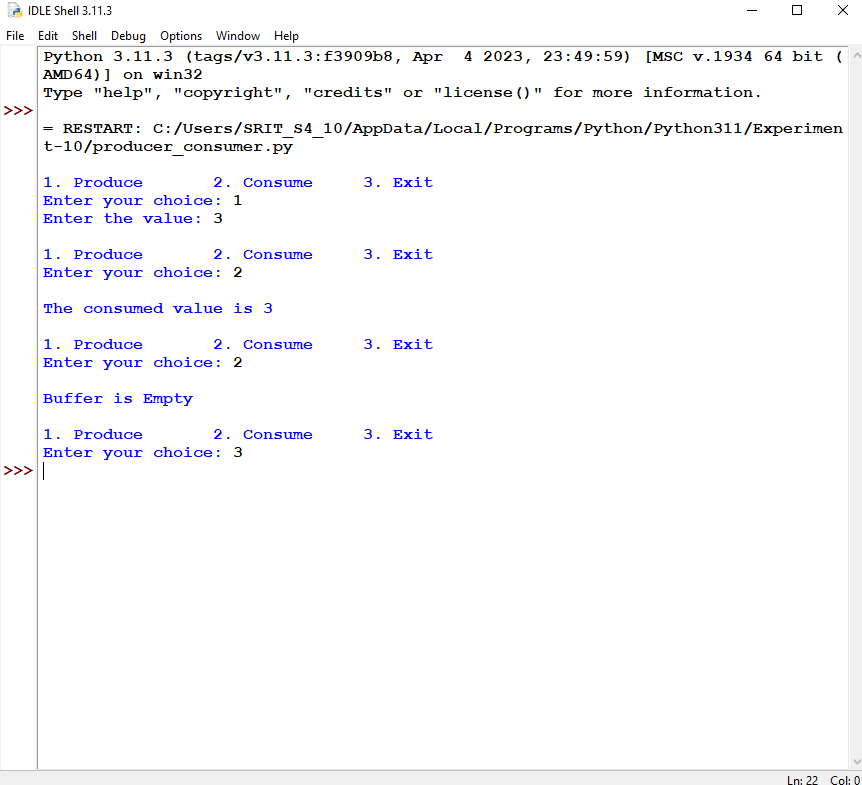 IDLE Shell 3.11.3
File Edit Shell Debug Options Window Help
Python 3.11.3 (tags/v3.11.3:f3909b8, Apr  4 2023, 23:49:59) [MSC v.1934 64 bit (
AMD64)] on win32
Type "help", "copyright", "credits" or "license()" for more information.
>>>
= RESTART: C:/Users/SRIT_S4_10/AppData/Local/Programs/Python/Python311/Experimen
t-10/producer_consumer.py
1. Produce       2. Consume     3. Exit
Enter your choice: 1
Enter the value: 3
1. Produce       2. Consume     3. Exit
Enter your choice: 2
The consumed value is 3
1. Produce       2. Consume     3. Exit
Enter your choice: 2
Buffer is Empty
1. Produce       2. Consume     3. Exit
Enter your choice: 3
>>>
Ln: 22 Col: 0